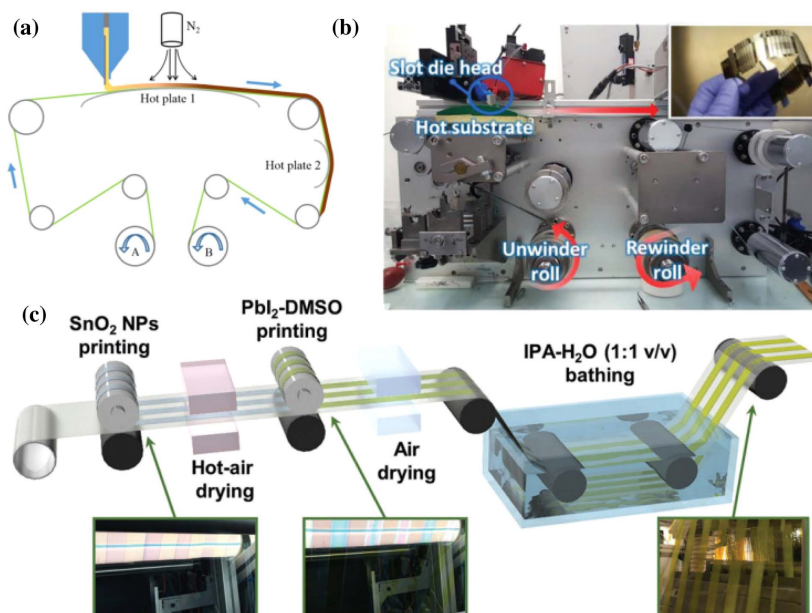 (a)
N₂
Hot plate 1
Hot plate 2
A
B
(b)
Slot die head
Hot substrate
Unwinder
roll
Rewinder
roll
(c)
SnO₂ NPs
printing
PbI₂-DMSO
printing
IPA-H₂O (1:1 v/v)
bathing
Hot-air
drying
Air
drying